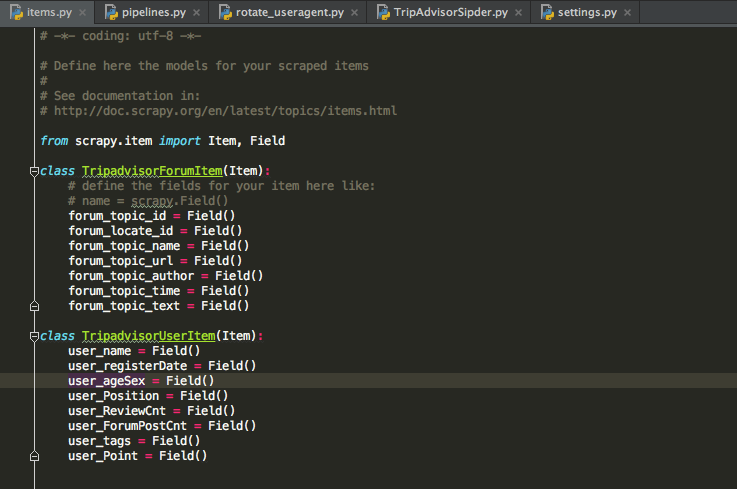 items.py pipelines.py rotate_useragent.py TripAdvisorSipder.py settings.py
# -*- coding: utf-8 -*-
# Define here the models for your scraped items
#
# See documentation in:
# http://doc.scrapy.org/en/latest/topics/items.html
from scrapy.item import Item, Field
class TripadvisorForumItem(Item):
# define the fields for your item here like:
# name = scrapy.Field()
forum_topic_id = Field()
forum_locate_id = Field()
forum_topic_name = Field()
forum_topic_url = Field()
forum_topic_author = Field()
forum_topic_time = Field()
forum_topic_text = Field()
class TripadvisorUserItem(Item):
user_name = Field()
user_registerDate = Field()
user_ageSex = Field()
user_Position = Field()
user_ReviewCnt = Field()
user_ForumPostCnt = Field()
user_tags = Field()
user_Point = Field()